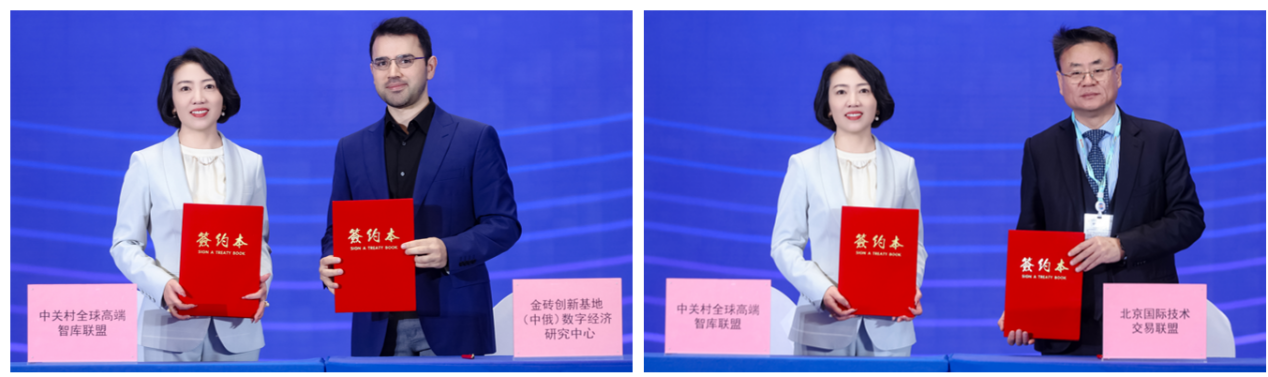 签约本
SIGN A TREATY BOOK
签约本
SIGN A TREATY BOOK
中关村全球高端
智库联盟
金砖创新基地
（中俄）数字经济
研究中心
签约本
SIGN A TREATY BOOK
签约本
SIGN A TREATY BOOK
中关村全球高端
智库联盟
北京国际技术
交易联盟